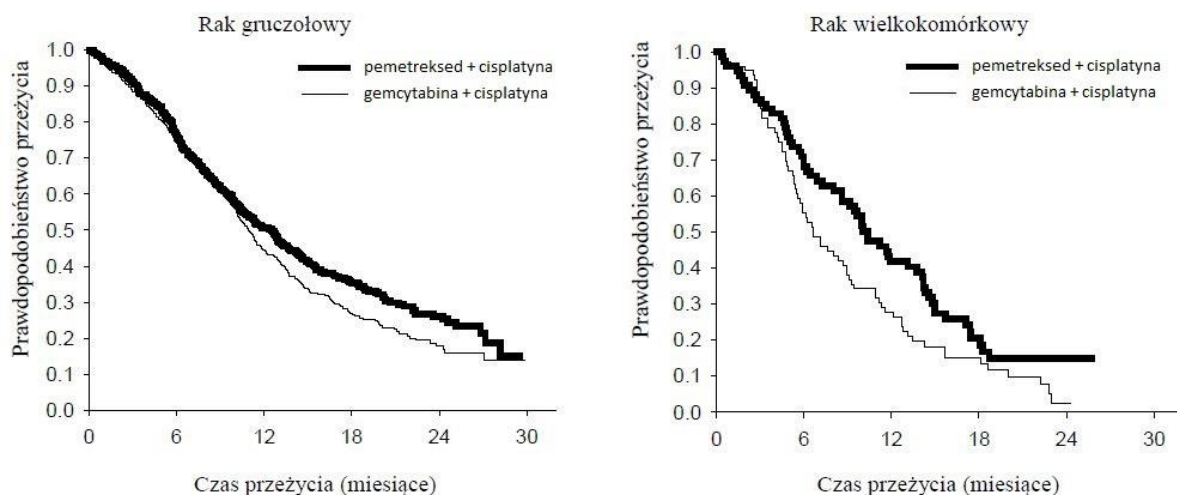 Rak gruczołowy
Prawdopodobieństwo przeżycia
1.0
0.9
0.8
0.7
0.6
0.5
0.4
0.3
0.2
0.1
0.0
pemetreksed + cisplatyna
gemcytabina + cisplatyna
0 6 12 18 24 30
Czas przeżycia (miesiące)
Rak wielkokomórkowy
Prawdopodobieństwo przeżycia
1.0
0.9
0.8
0.7
0.6
0.5
0.4
0.3
0.2
0.1
0.0
pemetreksed + cisplatyna
gemcytabina + cisplatyna
0 6 12 18 24 30
Czas przeżycia (miesiące)